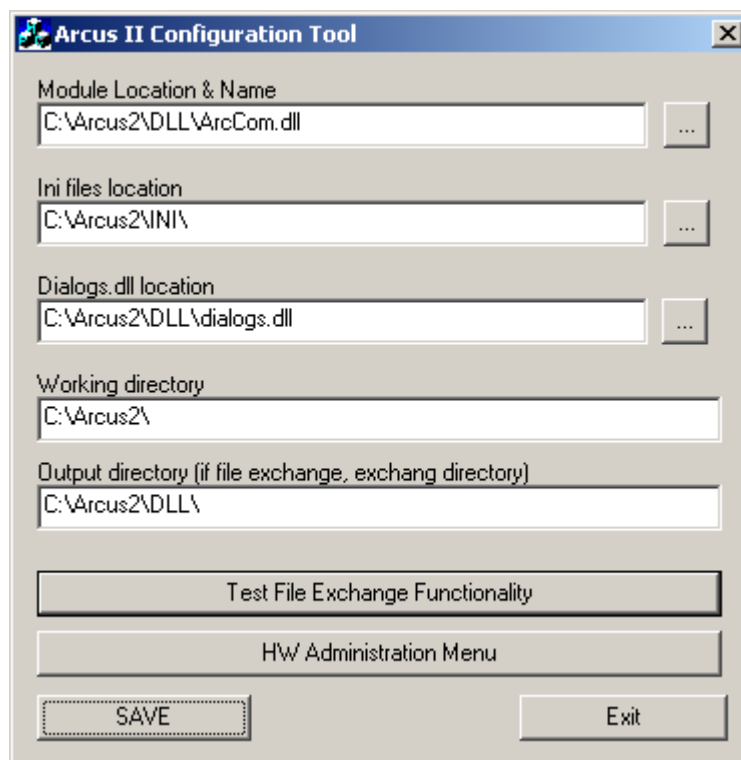 Arcus II Configuration Tool
Module Location & Name
C:\Arcus2\DLL\ArcCom.dll
...
Ini files location
C:\Arcus2\INI\
...
Dialogs.dll location
C:\Arcus2\DLL\dialogs.dll
...
Working directory
C:\Arcus2\
Output directory (if file exchange, exchang directory)
C:\Arcus2\DLL\
Test File Exchange Functionality
HW Administration Menu
SAVE Exit